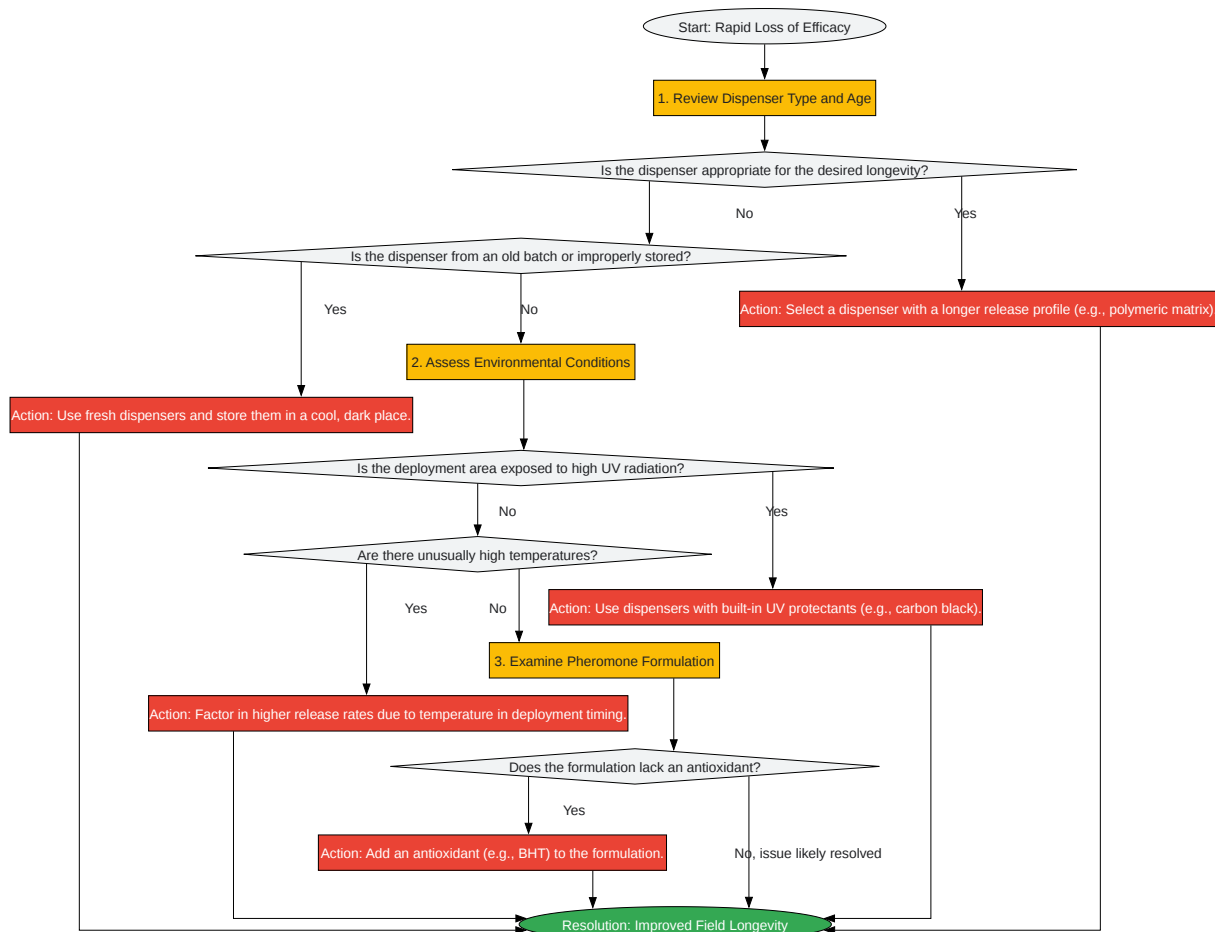 Start: Rapid Loss of Efficacy
1. Review Dispenser Type and Age
Is the dispenser appropriate for the desired longevity?
No
Yes
Is the dispenser from an old batch or improperly stored?
Yes
No
Action: Select a dispenser with a longer release profile (e.g., polymeric matrix).
2. Assess Environmental Conditions
Action: Use fresh dispensers and store them in a cool, dark place.
Is the deployment area exposed to high UV radiation?
No
Yes
Are there unusually high temperatures?
Yes
No
Action: Use dispensers with built-in UV protectants (e.g., carbon black).
3. Examine Pheromone Formulation
Action: Factor in higher release rates due to temperature in deployment timing.
Does the formulation lack an antioxidant?
Yes
Action: Add an antioxidant (e.g., BHT) to the formulation.
No, issue likely resolved
Resolution: Improved Field Longevity